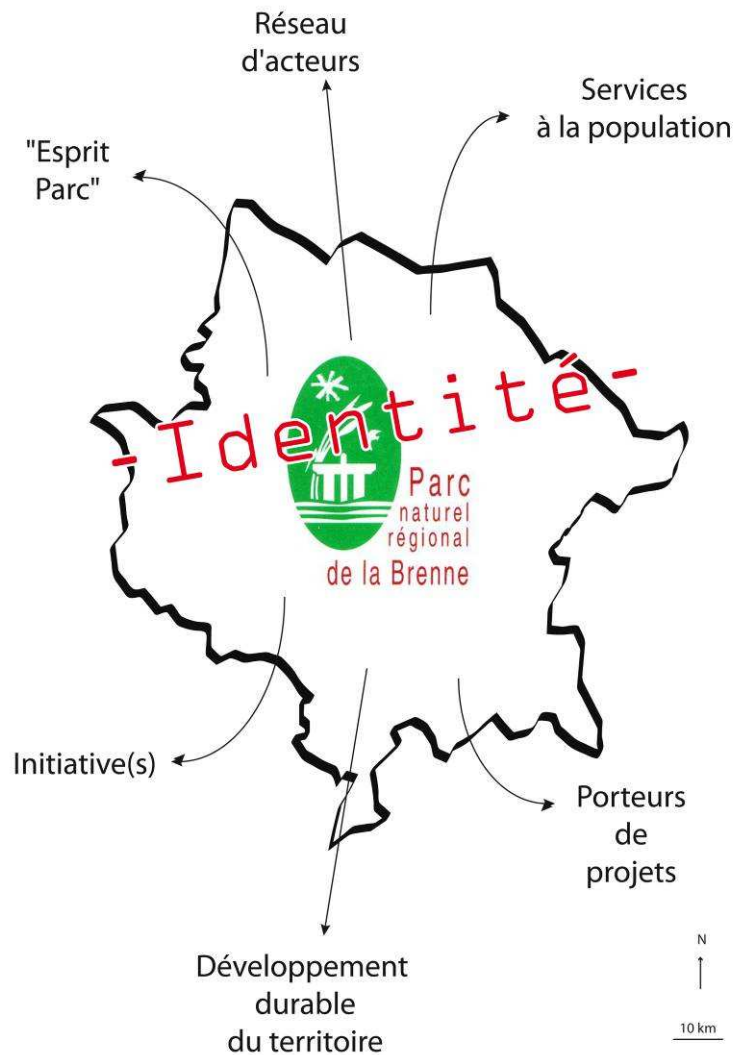 Réseau
d'acteurs
Services
à la population
"Esprit
Parc"
-Identité-
Parc
naturel
régional
de la Brenne
Initiative(s)
Porteurs
de
projets
Développement
durable
du territoire
N
10 km